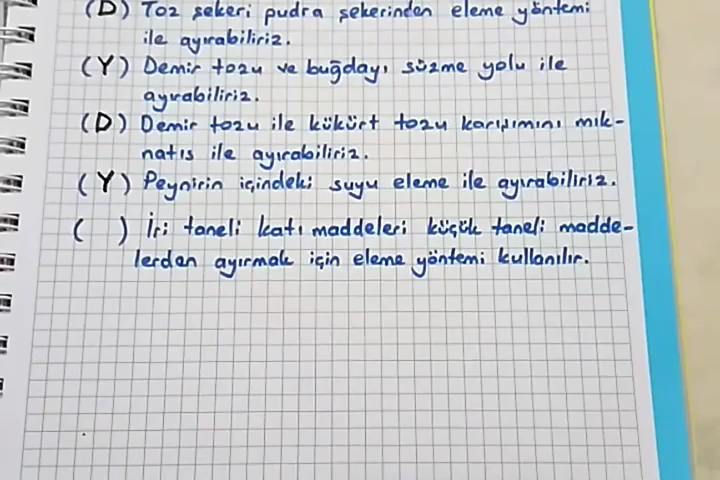 (D) Toz şekeri pudra şekerinden eleme yöntemi
ile ayırabiliriz.
(Y) Demir tozu ve buğdayı süzme yolu ile
ayırabiliriz.
(D) Demir tozu ile kükürt tozu karışımını mık-
natıs ile ayırabiliriz.
(Y) Peynirin içindeki suyu eleme ile ayırabiliriz.
( ) İri taneli katı maddeleri küçük taneli madde-
lerden ayırmak için eleme yöntemi kullanılır.